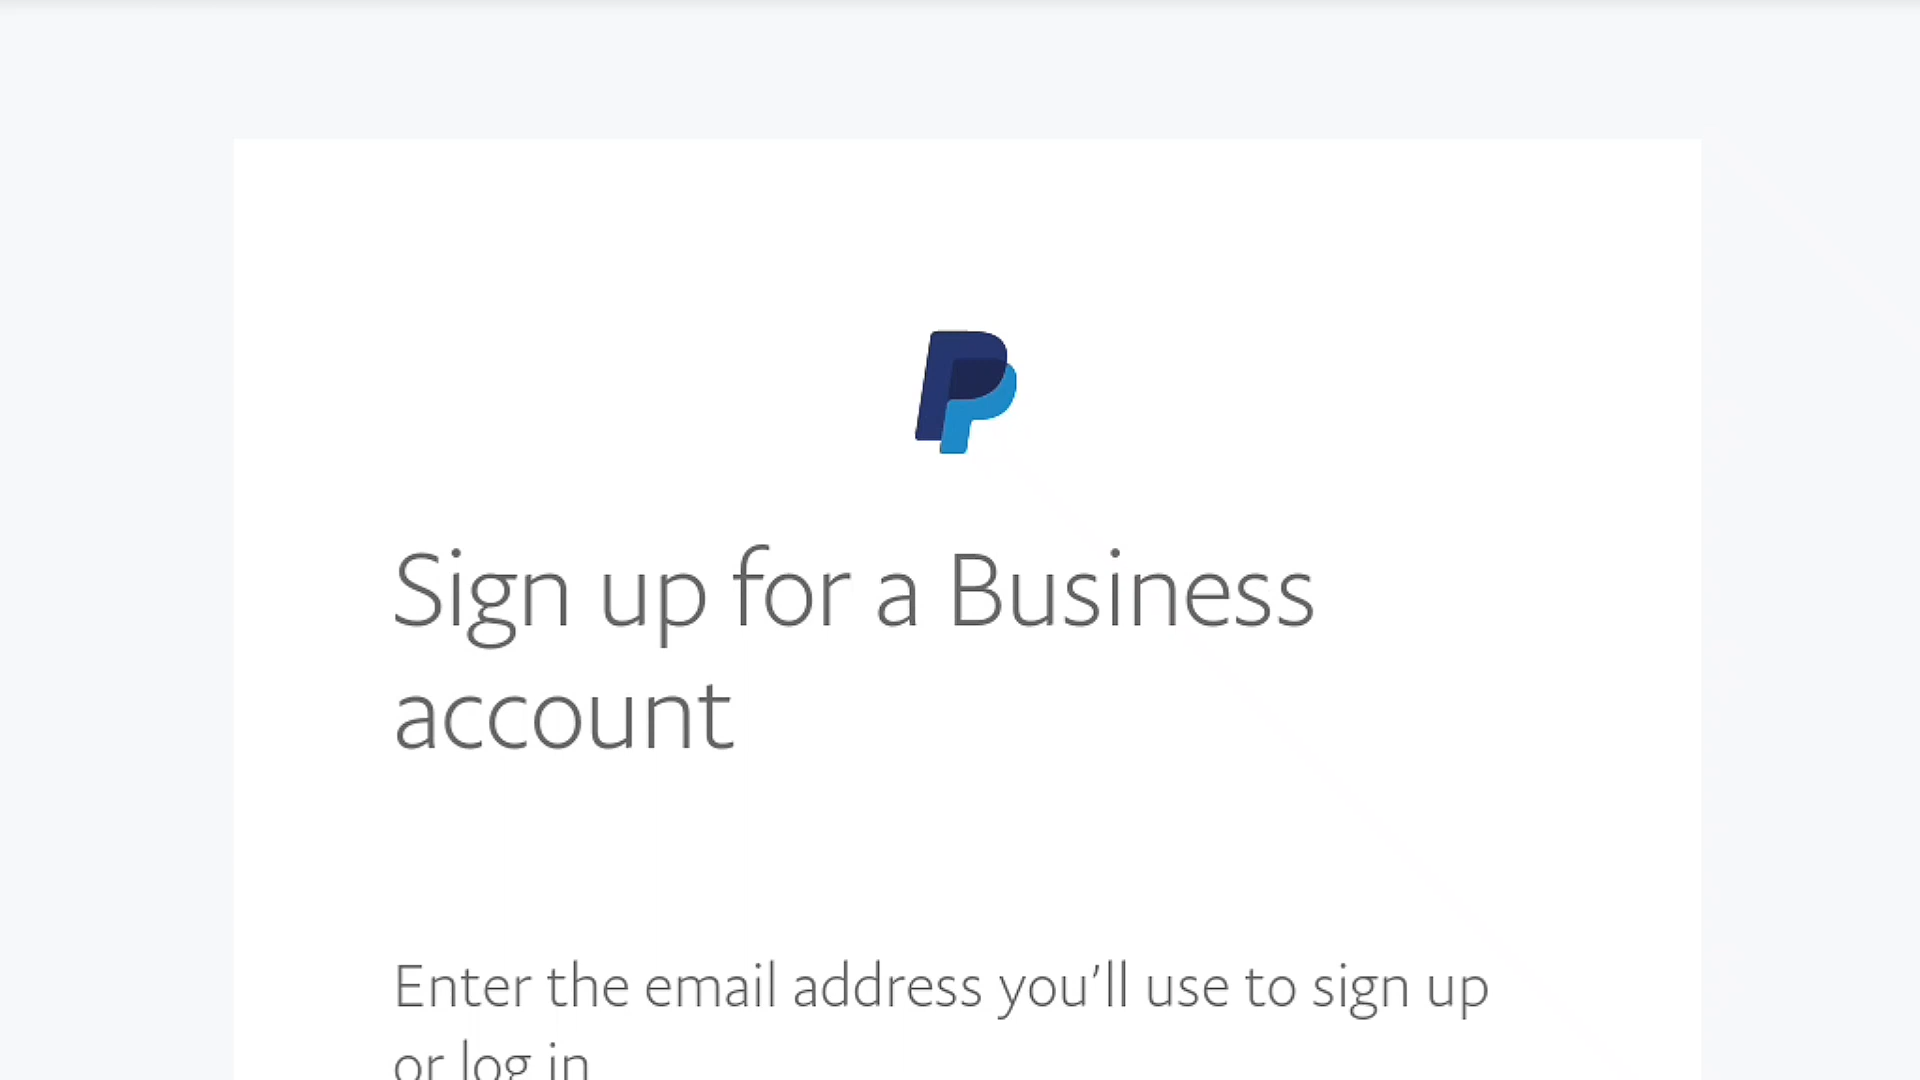 Sign up for a Business
account
Enter the email address you’ll use to sign up
or log in